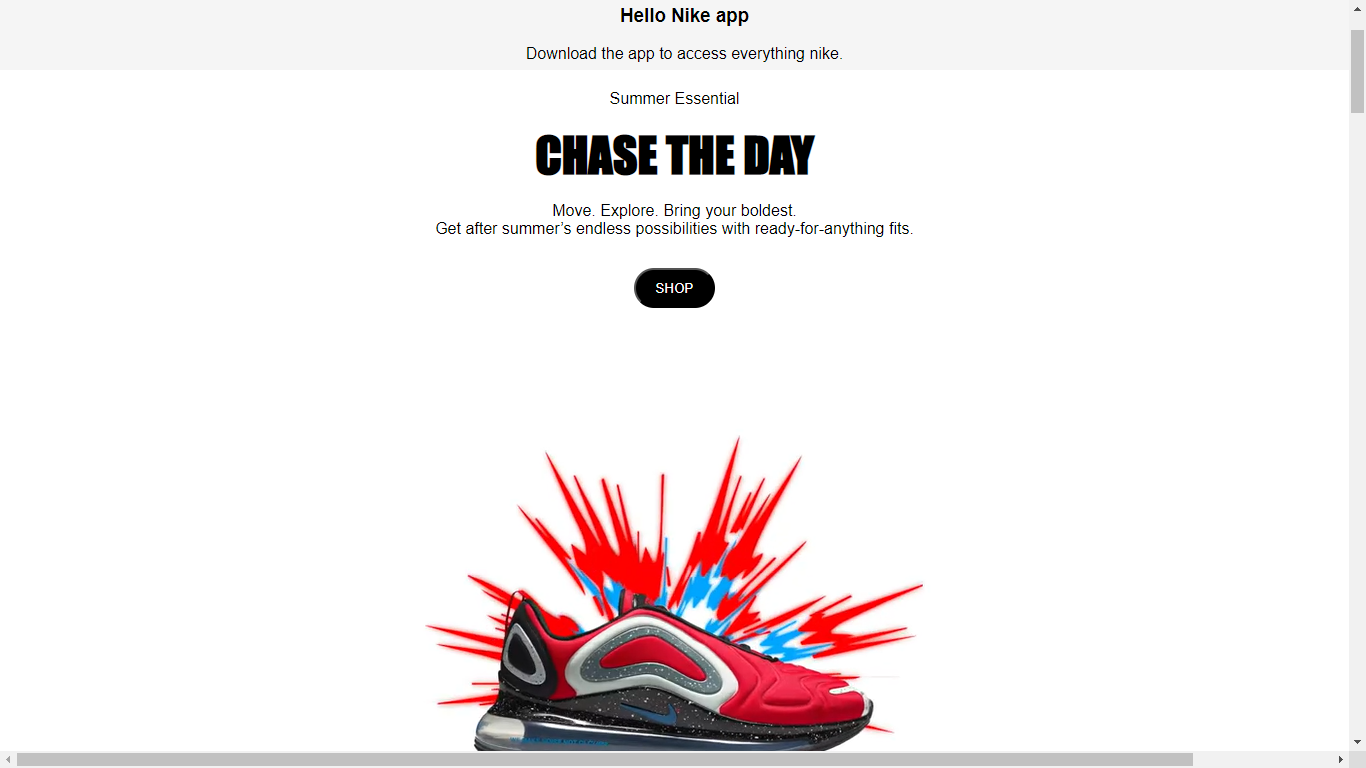 Hello Nike app
Download the app to access everything nike.
Summer Essential
CHASE THE DAY
Move. Explore. Bring your boldest.
Get after summer’s endless possibilities with ready-for-anything fits.
SHOP